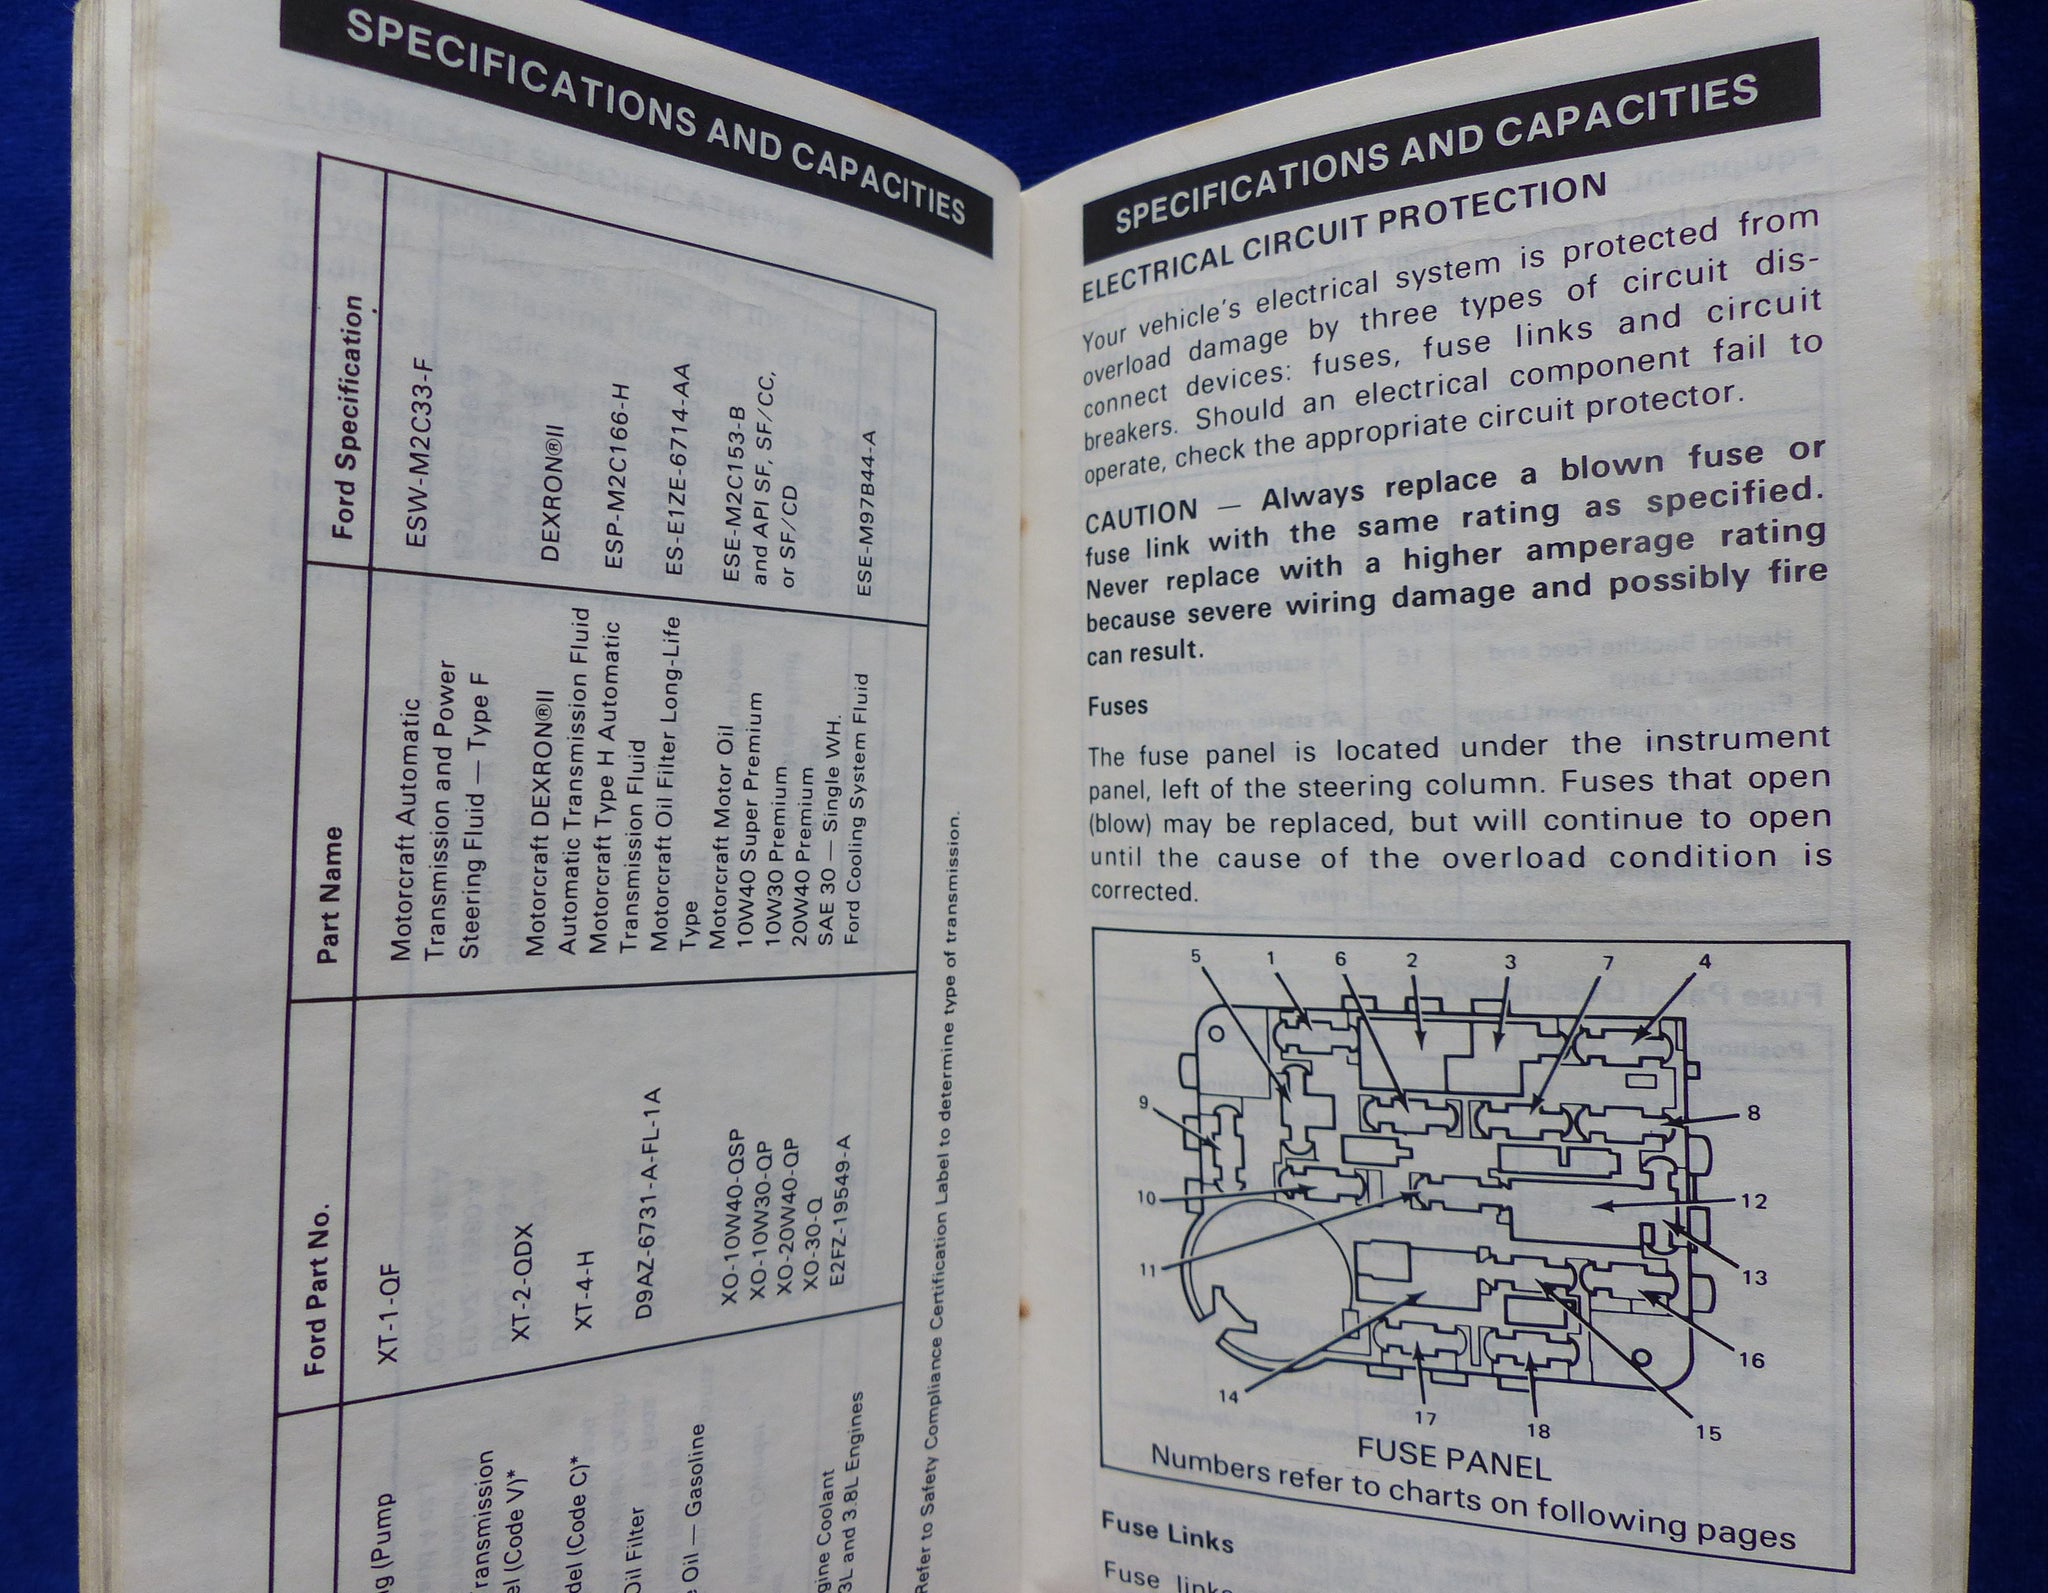 SPECIFICATIONS AND CAPACITIES
Ford Specification
ESW-M2C33-F
DEXRON®II
ESP-M2C166-H
ES-E1ZE-6714-AA
ESE-M2C153-B
and API SF, SF/CC,
or SF/CD
ESE-M97B44-A
Part Name
Motorcraft Automatic
Transmission and Power
Steering Fluid — Type F
Motorcraft DEXRON®II
Automatic Transmission Fluid
Motorcraft Type H Automatic
Transmission Fluid
Motorcraft Oil Filter Long-Life
Type
Motorcraft Motor Oil
10W40 Super Premium
10W30 Premium
20W40 Premium
SAE 30 — Single WH.
Ford Cooling System Fluid
Ford Part No.
XT-1-QF
XT-2-QDX
XT-4-H
D9AZ-6731-A-FL-1A
XO-10W40-QSP
XO-10W30-QP
XO-20W40-QP
XO-30-Q
E2FZ-19549-A
(Pump
(Code V)*
(Code C)*
Oil Filter
Oil — Gasoline
Coolant
and 3.8L Engines
Refer to Safety Compliance Certification Label to determine type of transmission.
SPECIFICATIONS AND CAPACITIES
ELECTRICAL CIRCUIT PROTECTION
Your vehicle's electrical system is protected from
overload damage by three types of circuit dis-
connect devices: fuses, fuse links and circuit
breakers. Should an electrical component fail to
operate, check the appropriate circuit protector.
CAUTION — Always replace a blown fuse or
fuse link with the same rating as specified.
Never replace with a higher amperage rating
because severe wiring damage and possibly fire
can result.
Fuses
The fuse panel is located under the instrument
panel, left of the steering column. Fuses that open
(blow) may be replaced, but will continue to open
until the cause of the overload condition is
corrected.
5 1 6 2 3 7 4
9
8
10
12
11
13
16
14
17
18
15
FUSE PANEL
Numbers refer to charts on following pages
Fuse Links
Fuse links